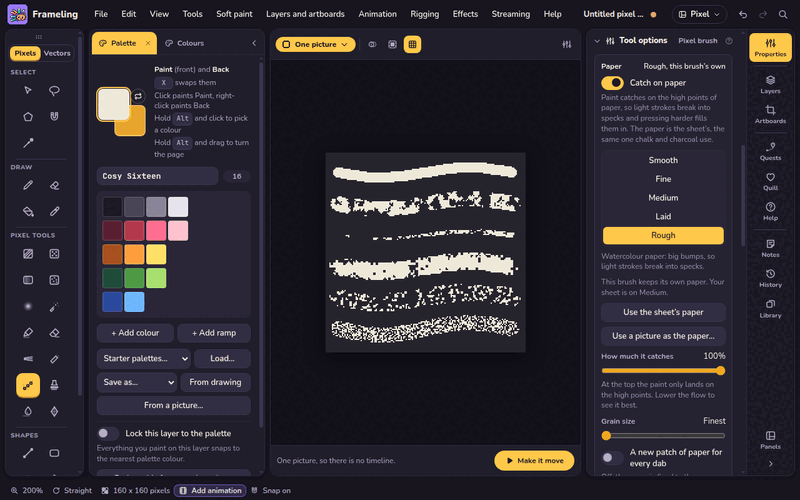 Frameling
File Edit View Tools Soft paint Layers and artboards Animation Rigging Effects Streaming Help
Untitled pixel ...
Pixel
Pixels Vectors
SELECT
DRAW
PIXEL TOOLS
SHAPES
Palette
Colours
Paint (front) and Back
X swaps them
Click paints Paint, right-
click paints Back
Hold Alt and click to pick
a colour
Hold Alt and drag to turn
the page
Cosy Sixteen 16
+ Add colour + Add ramp
Starter palettes... Load...
Save as... From drawing
From a picture...
Lock this layer to the palette
Everything you paint on this layer snaps to
the nearest palette colour.
One picture
One picture, so there is no timeline.
Make it move
Tool options Pixel brush
Paper Rough, this brush's own
Catch on paper
Paint catches on the high points of
paper, so light strokes break into
specks and pressing harder fills
them in. The paper is the sheet's, the
same one chalk and charcoal use.
Smooth
Fine
Medium
Laid
Rough
Watercolour paper: big bumps, so
light strokes break into specks.
This brush keeps its own paper. Your
sheet is on Medium.
Use the sheet's paper
Use a picture as the paper...
How much it catches 100%
At the top the paint only lands on
the high points. Lower the flow to
see it best.
Grain size Finest
A new patch of paper for
every dab
Properties
Layers
Artboards
Quests
Quill
Help
Notes
History
Library
Panels
200% Straight 160 x 160 pixels Add animation Snap on